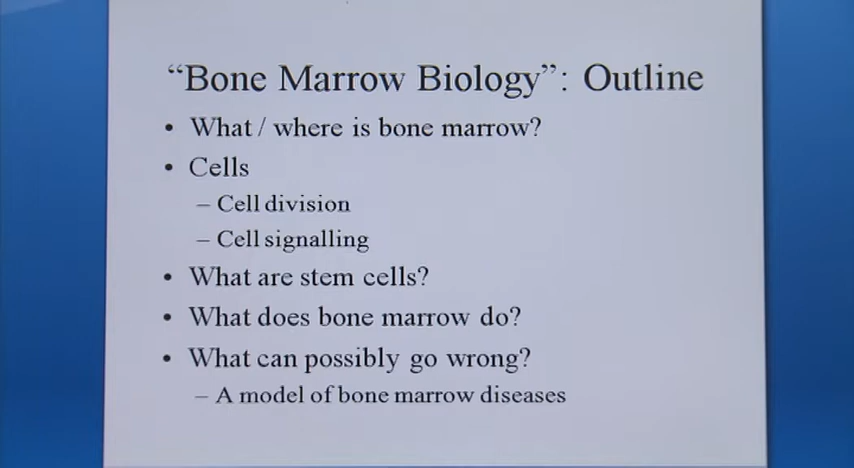 “Bone Marrow Biology”: Outline
• What / where is bone marrow?
• Cells
– Cell division
– Cell signalling
• What are stem cells?
• What does bone marrow do?
• What can possibly go wrong?
– A model of bone marrow diseases